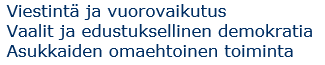 Viestintä ja vuorovaikutus
Vaalit ja edustuksellinen demokratia
Asukkaiden omaehtoinen toiminta